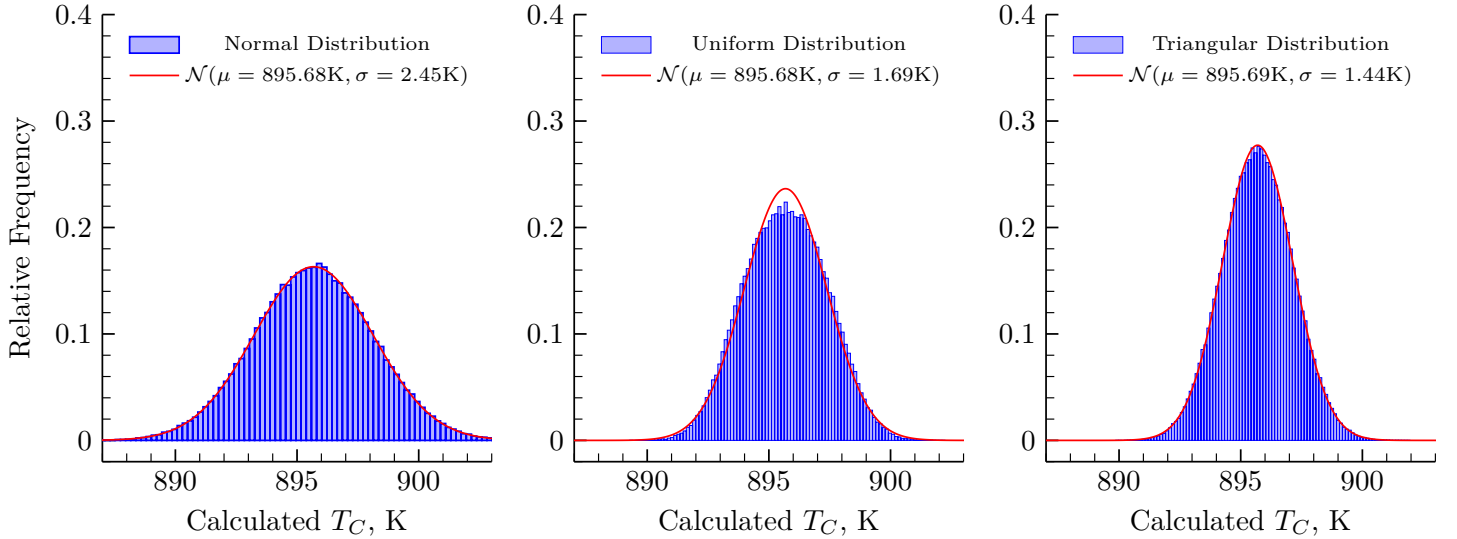 Relative Frequency
0.4
0.3
0.2
0.1
0
Normal Distribution
𝒩(μ = 895.68K, σ = 2.45K)
890 895 900
Calculated T_C, K
0.4
0.3
0.2
0.1
0
Uniform Distribution
𝒩(μ = 895.68K, σ = 1.69K)
890 895 900
Calculated T_C, K
0.4
0.3
0.2
0.1
0
Triangular Distribution
𝒩(μ = 895.69K, σ = 1.44K)
890 895 900
Calculated T_C, K